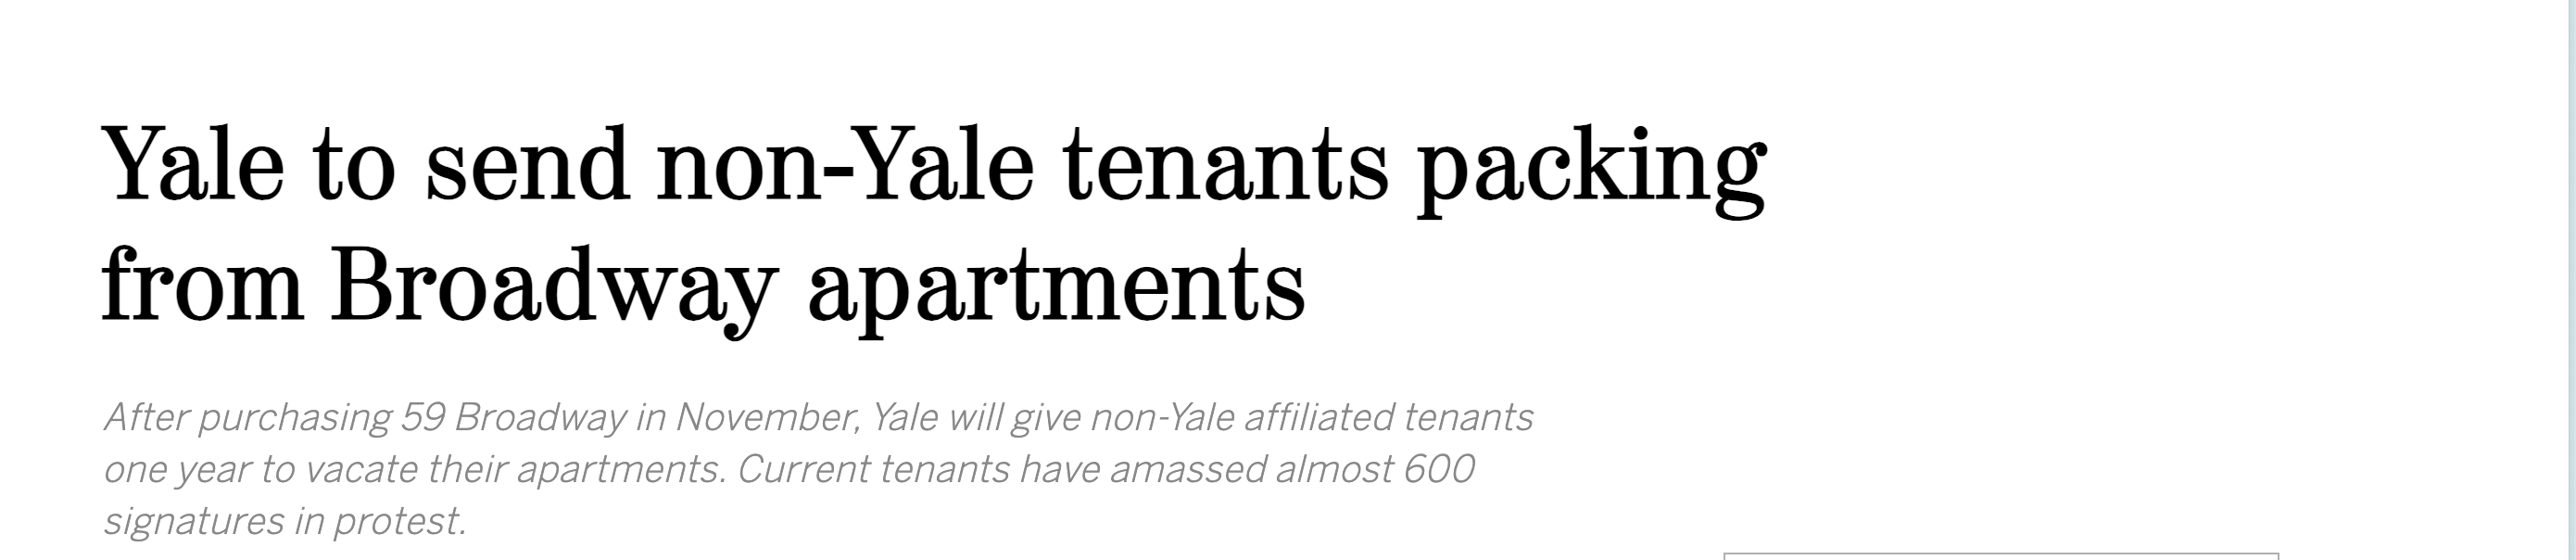 Yale to send non-Yale tenants packing
from Broadway apartments
After purchasing 59 Broadway in November, Yale will give non-Yale affiliated tenants
one year to vacate their apartments. Current tenants have amassed almost 600
signatures in protest.